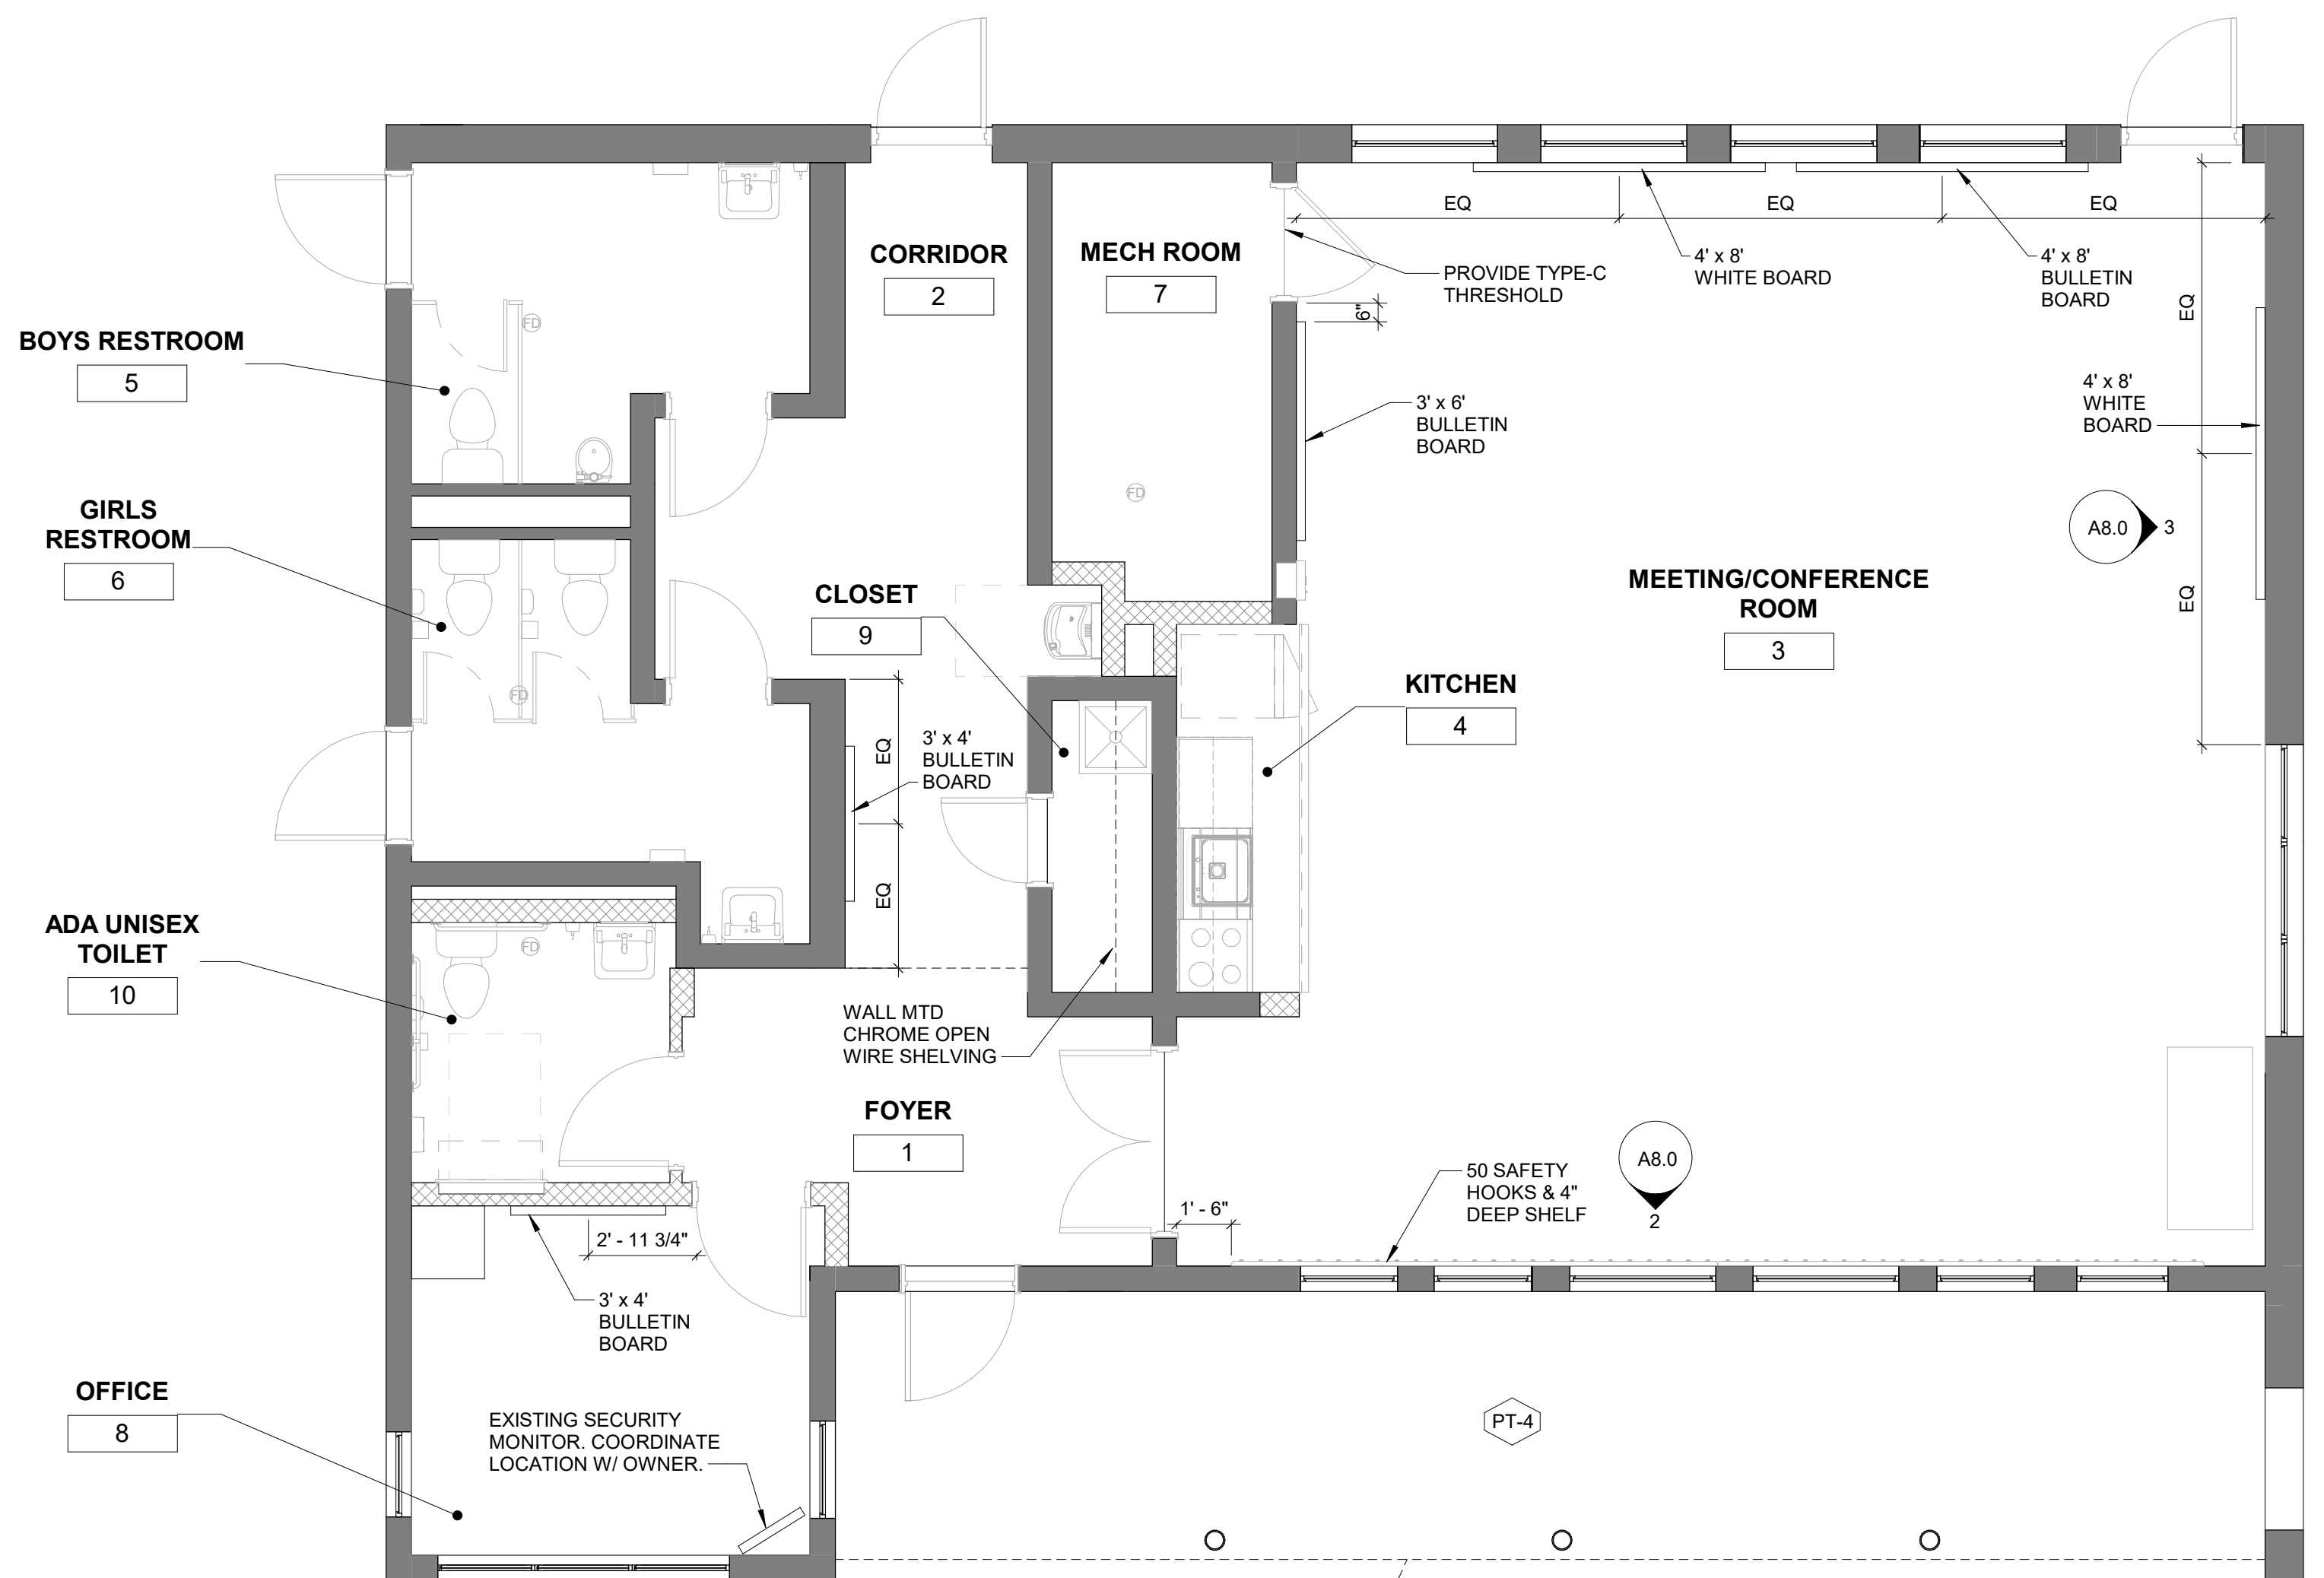 EQ
EQ
EQ
CORRIDOR
2
MECH ROOM
7
PROVIDE TYPE-C
THRESHOLD
4' x 8'
WHITE BOARD
4' x 8'
BULLETIN
BOARD
EQ
6"
FD
BOYS RESTROOM
5
3' x 6'
BULLETIN
BOARD
4' x 8'
WHITE
BOARD
FD
GIRLS
RESTROOM
6
A8.0
3
MEETING/CONFERENCE
ROOM
3
EQ
CLOSET
9
FD
KITCHEN
4
3' x 4'
BULLETIN
BOARD
EQ
EQ
ADA UNISEX
TOILET
10
FD
WALL MTD
CHROME OPEN
WIRE SHELVING
FOYER
1
50 SAFETY
HOOKS & 4"
DEEP SHELF
A8.0
2
1' - 6"
2' - 11 3/4"
3' x 4'
BULLETIN
BOARD
OFFICE
8
EXISTING SECURITY
MONITOR. COORDINATE
LOCATION W/ OWNER.
PT-4